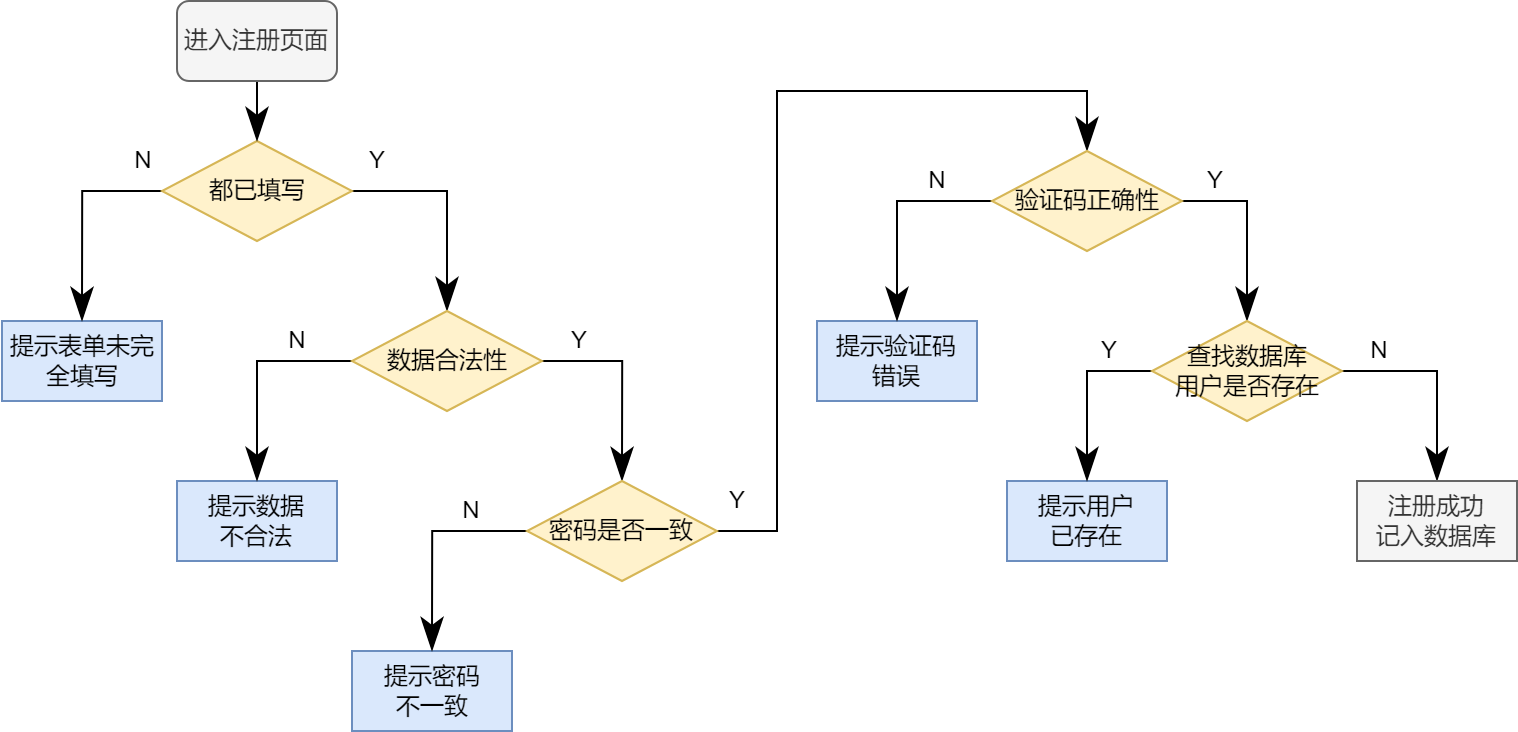 进入注册页面
N
Y
都已填写
提示表单未完
全填写
N
Y
数据合法性
提示数据
不合法
N
Y
密码是否一致
提示密码
不一致
N
Y
验证码正确性
提示验证码
错误
Y
N
查找数据库
用户是否存在
提示用户
已存在
注册成功
记入数据库